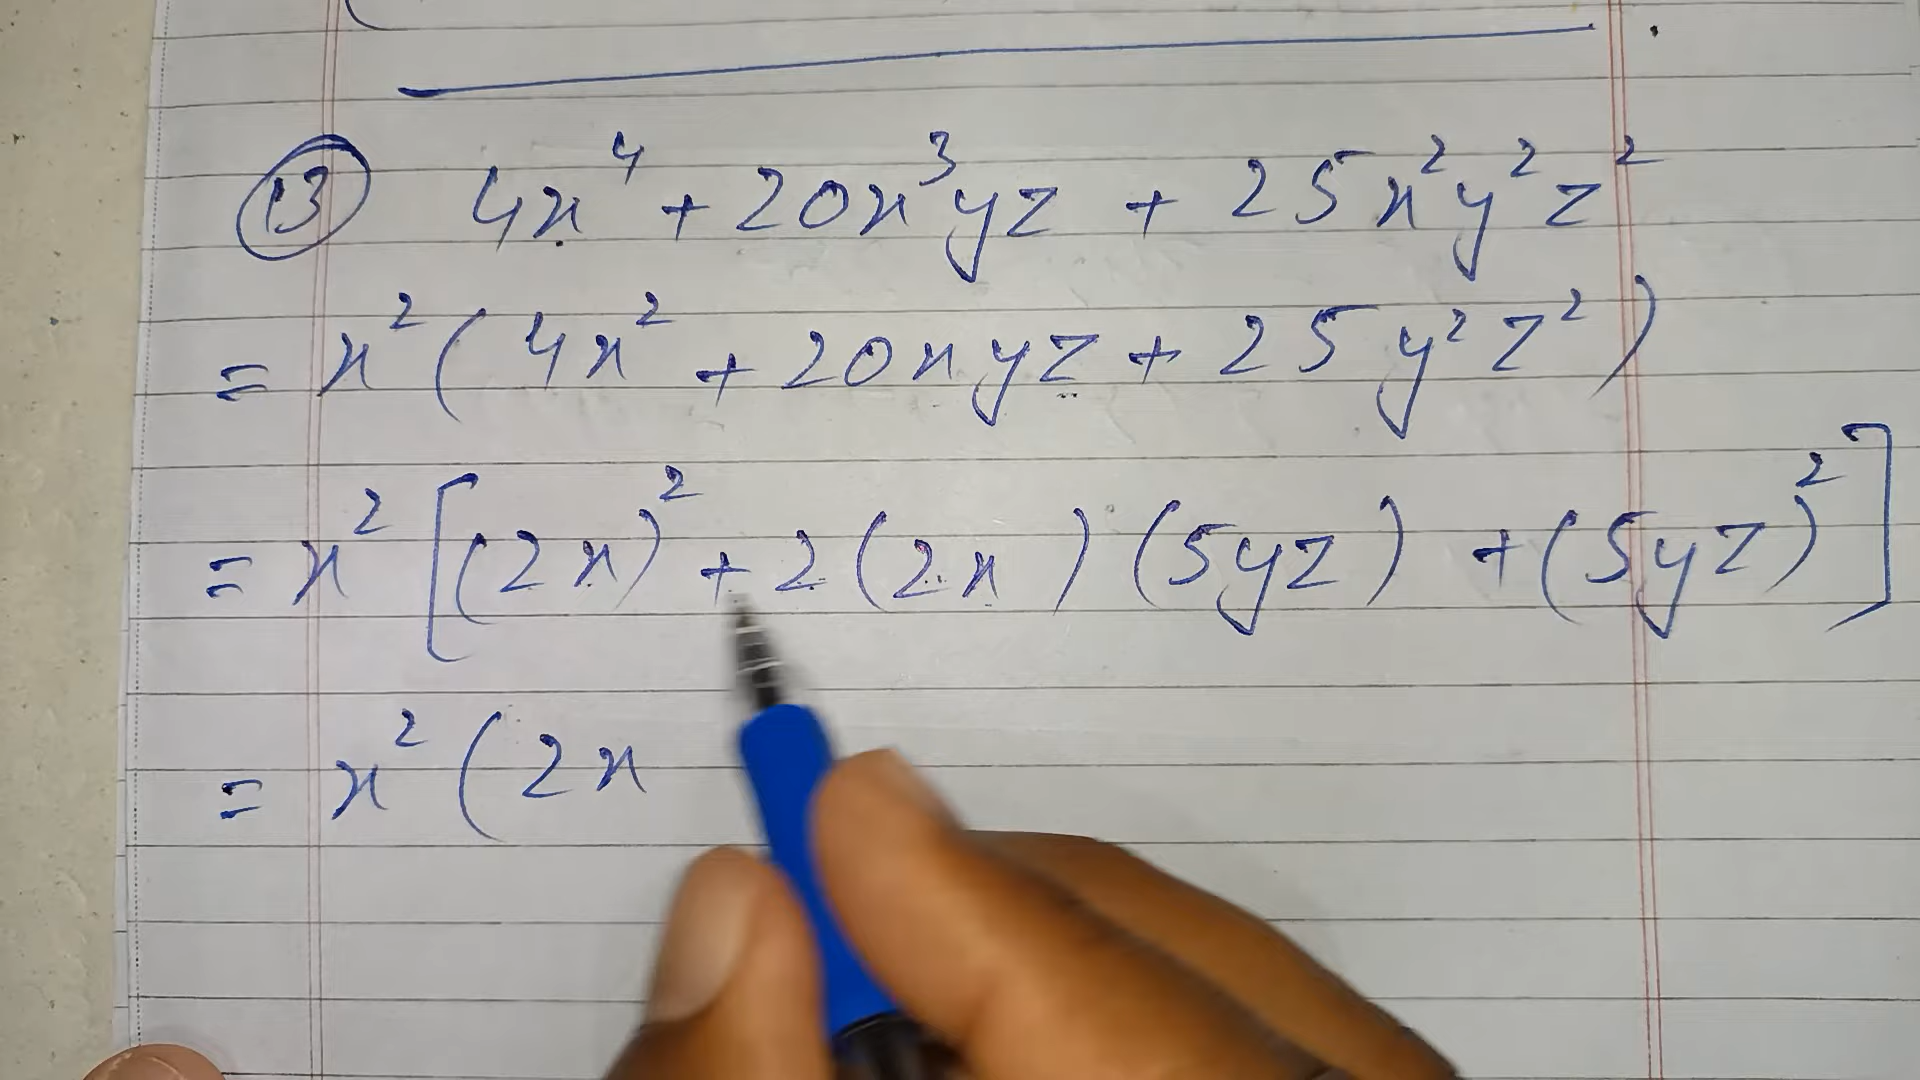 13 4x⁴ + 20x³yz + 25x²y²z²
= x² ( 4x² + 20xyz + 25y²z² )
= x² [ (2x)² + 2 (2x) (5yz) + (5yz)² ]
= x² ( 2x